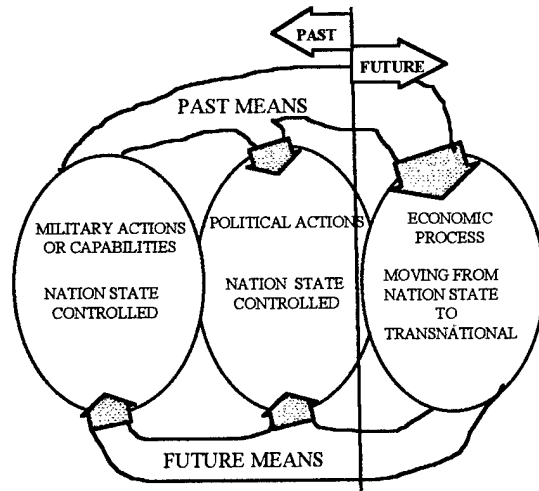 PAST
FUTURE
PAST MEANS
MILITARY ACTIONS
OR CAPABILITIES
NATION STATE
CONTROLLED
POLITICAL ACTIONS
NATION STATE
CONTROLLED
ECONOMIC
PROCESS
MOVING FROM
NATION STATE
TO
TRANSNATIONAL
FUTURE MEANS